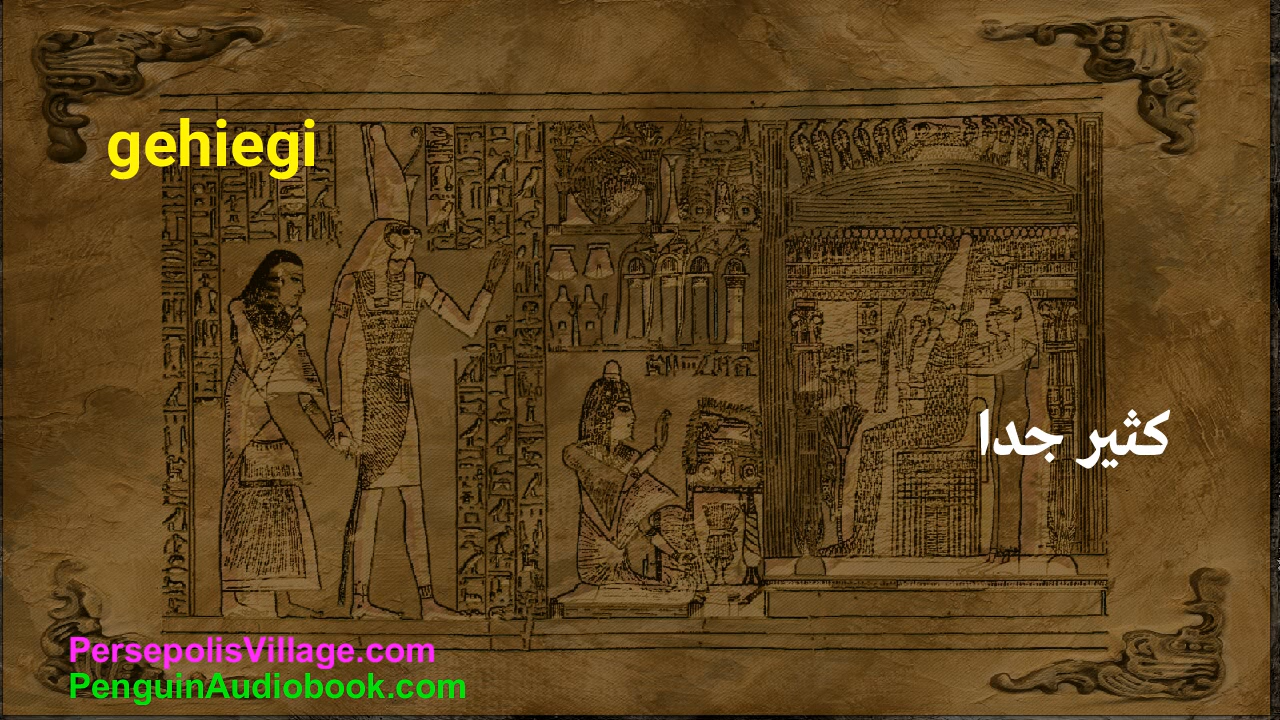 gehiegi
كثير جدا
PersepolisVillage.com
PenguinAudiobook.com